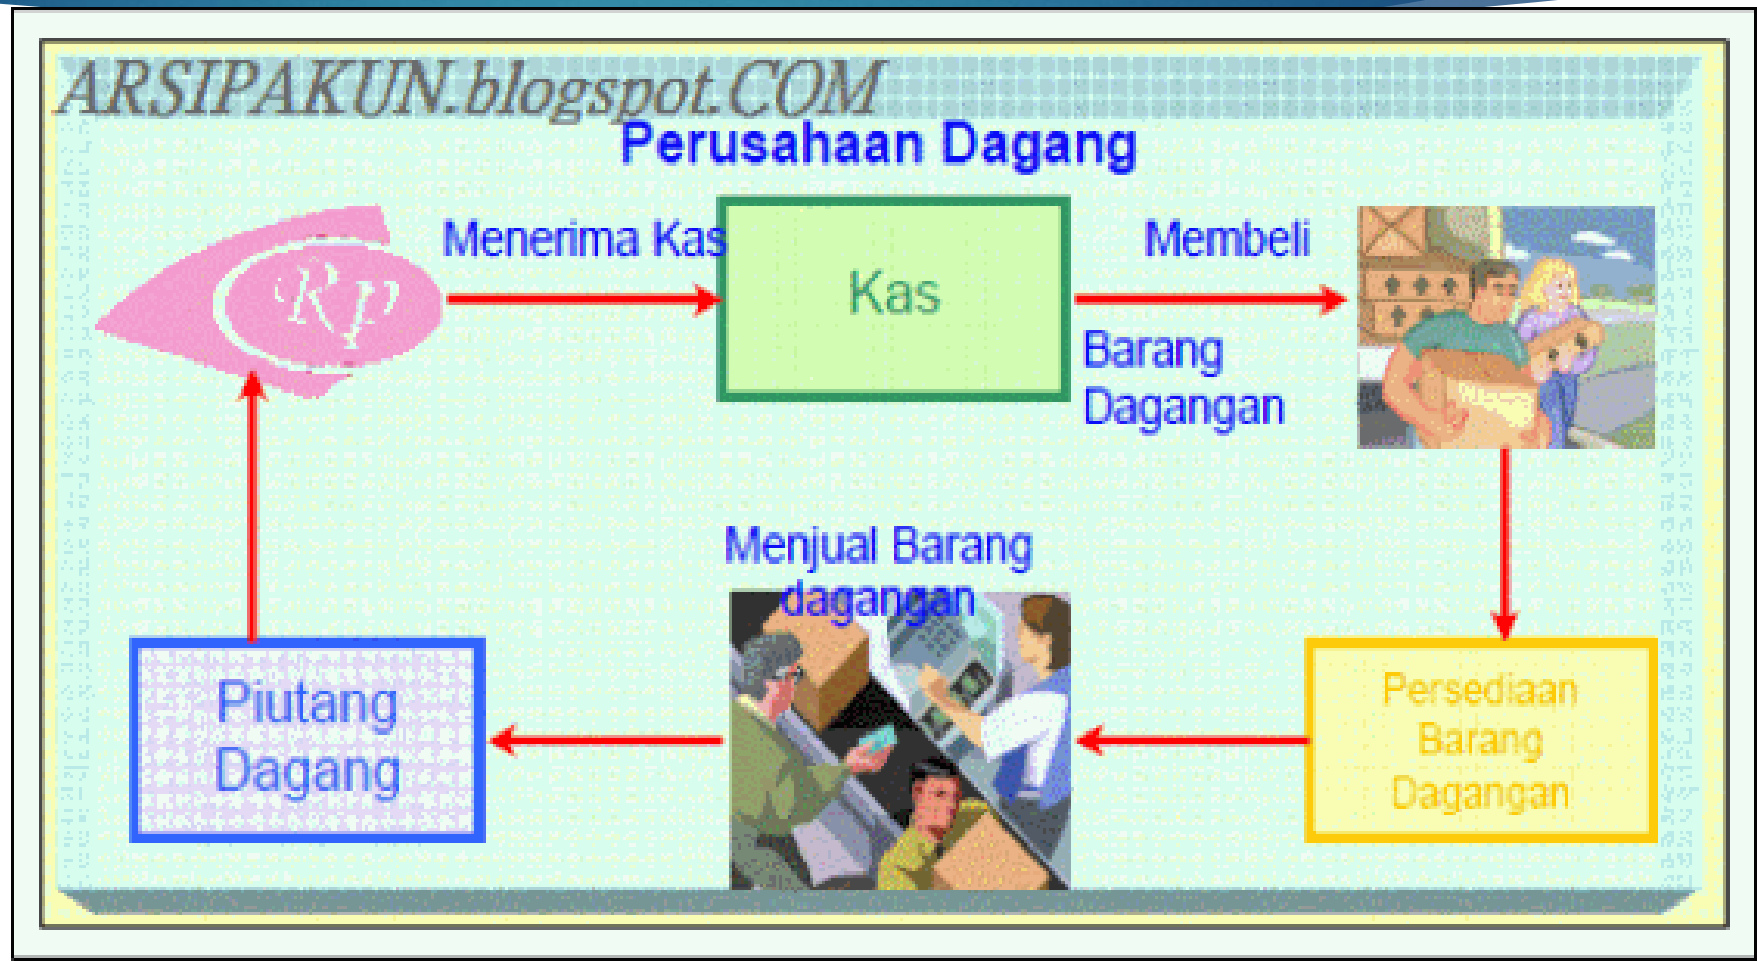 ARSIPAKUN.blogspot.COM
Perusahaan Dagang
Rp
Menerima Kas
Kas
Membeli
Barang
Dagangan
Menjual Barang
dagangan
Piutang
Dagang
Persediaan
Barang
Dagangan